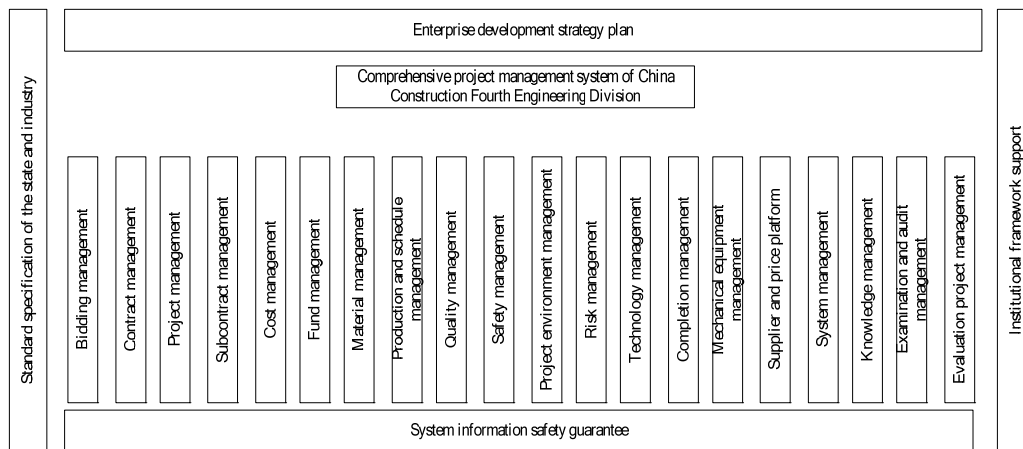 Enterprise development strategy plan
Comprehensive project management system of China
Construction Fourth Engineering Division
Standard specification of the state and industry
Bidding management
Contract management
Project management
Subcontract management
Cost management
Fund management
Material management
Production and schedule
management
Quality management
Safety management
Project environment management
Risk management
Technology management
Completion management
Mechanical equipment
management
Supplier and price platform
System management
Knowledge management
Examination and audit
management
Evaluation project management
Institutional framework support
System information safety guarantee